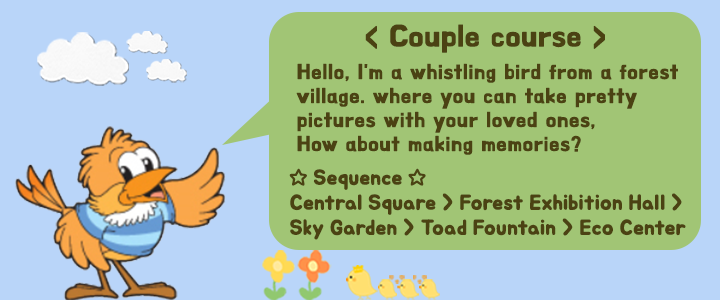 < Couple course >
Hello, I'm a whistling bird from a forest
village. where you can take pretty
pictures with your loved ones,
How about making memories?
☆ Sequence ☆
Central Square > Forest Exhibition Hall >
Sky Garden > Toad Fountain > Eco Center